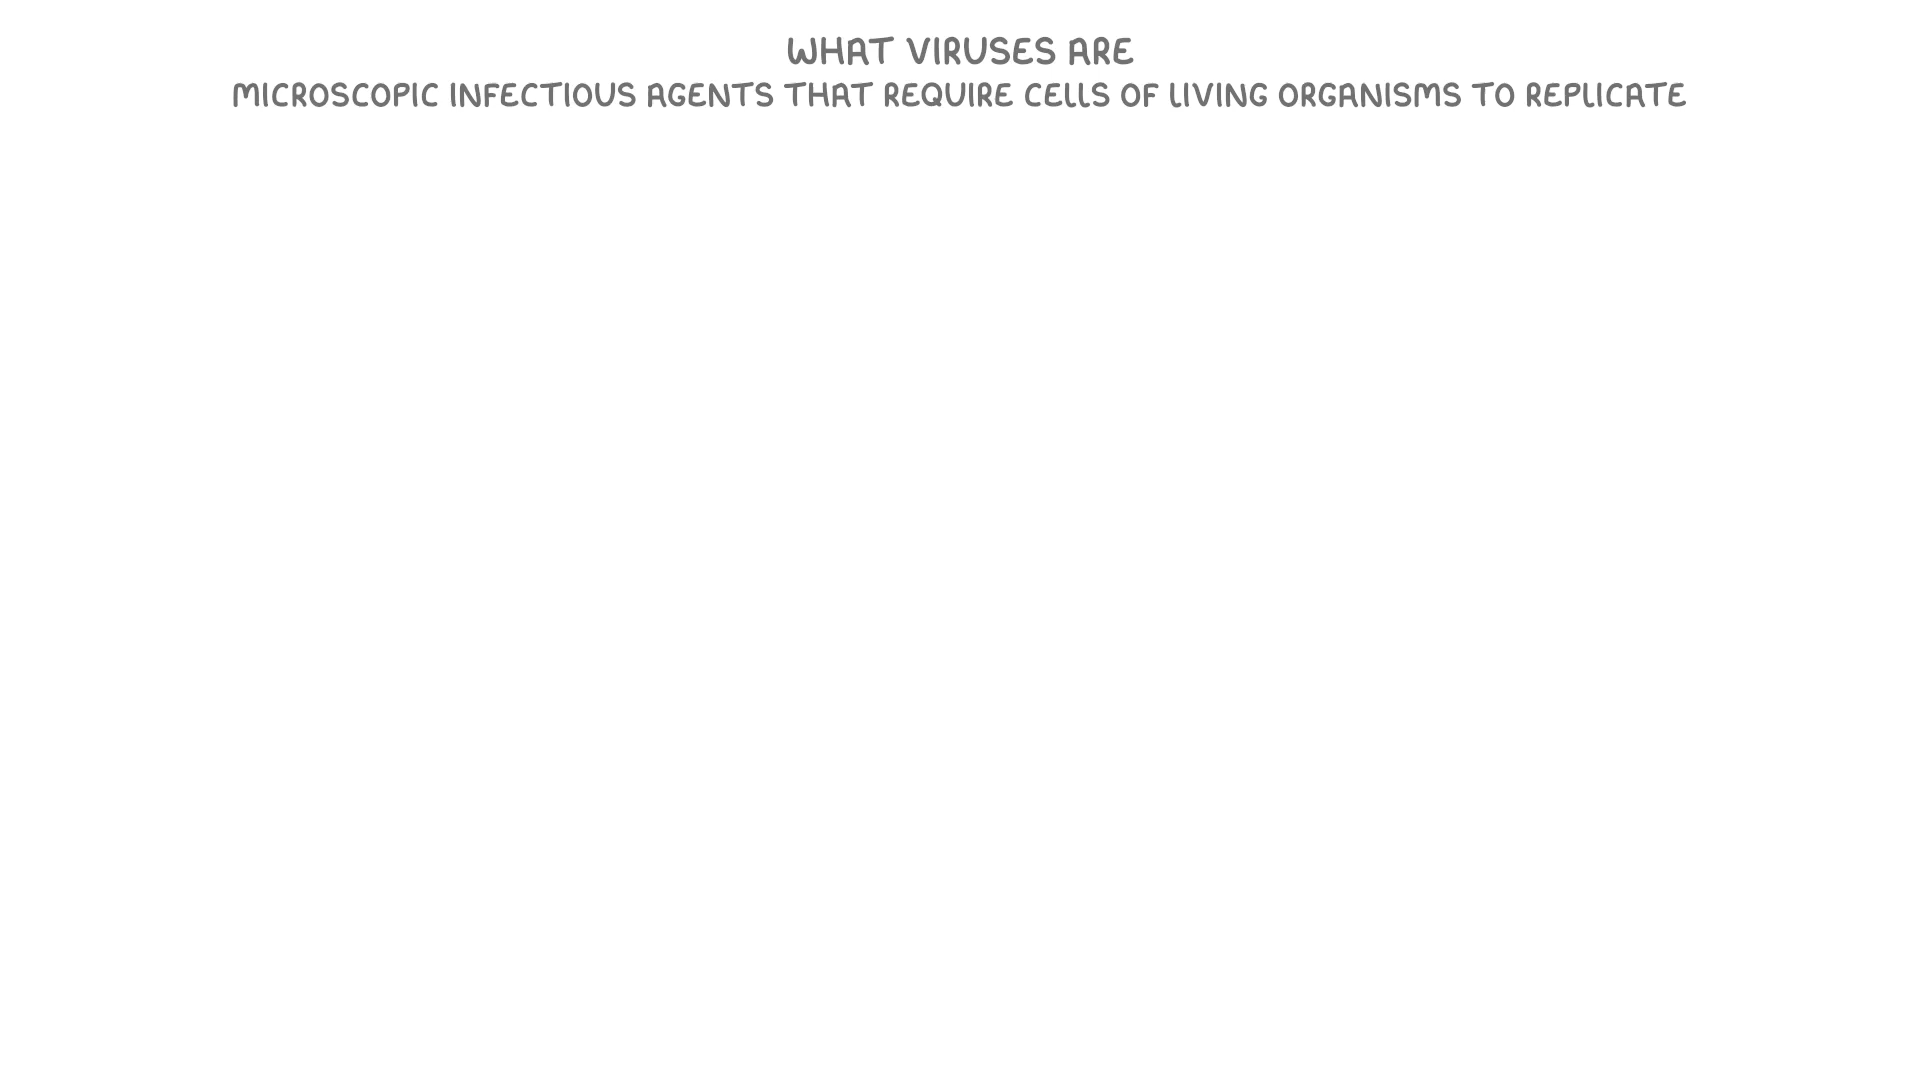 WHAT VIRUSES ARE
MICROSCOPIC INFECTIOUS AGENTS THAT REQUIRE CELLS OF LIVING ORGANISMS TO REPLICATE